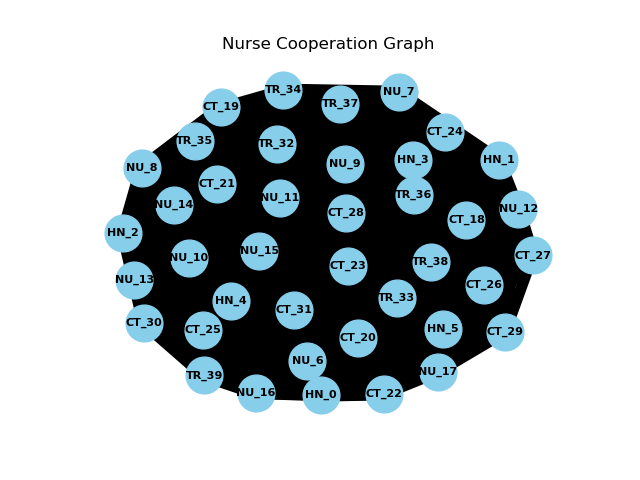 Nurse Cooperation Graph
TR_34
NU_7
TR_37
CT_19
CT_24
TR_35
TR_32
HN_3
HN_1
NU_9
NU_8
CT_21
TR_36
NU_11
NU_14
NU_12
CT_28
CT_18
HN_2
NU_15
CT_27
NU_10
TR_38
CT_23
NU_13
CT_26
TR_33
HN_4
CT_31
CT_30
CT_25
HN_5
CT_29
CT_20
NU_6
NU_17
TR_39
NU_16
CT_22
HN_0